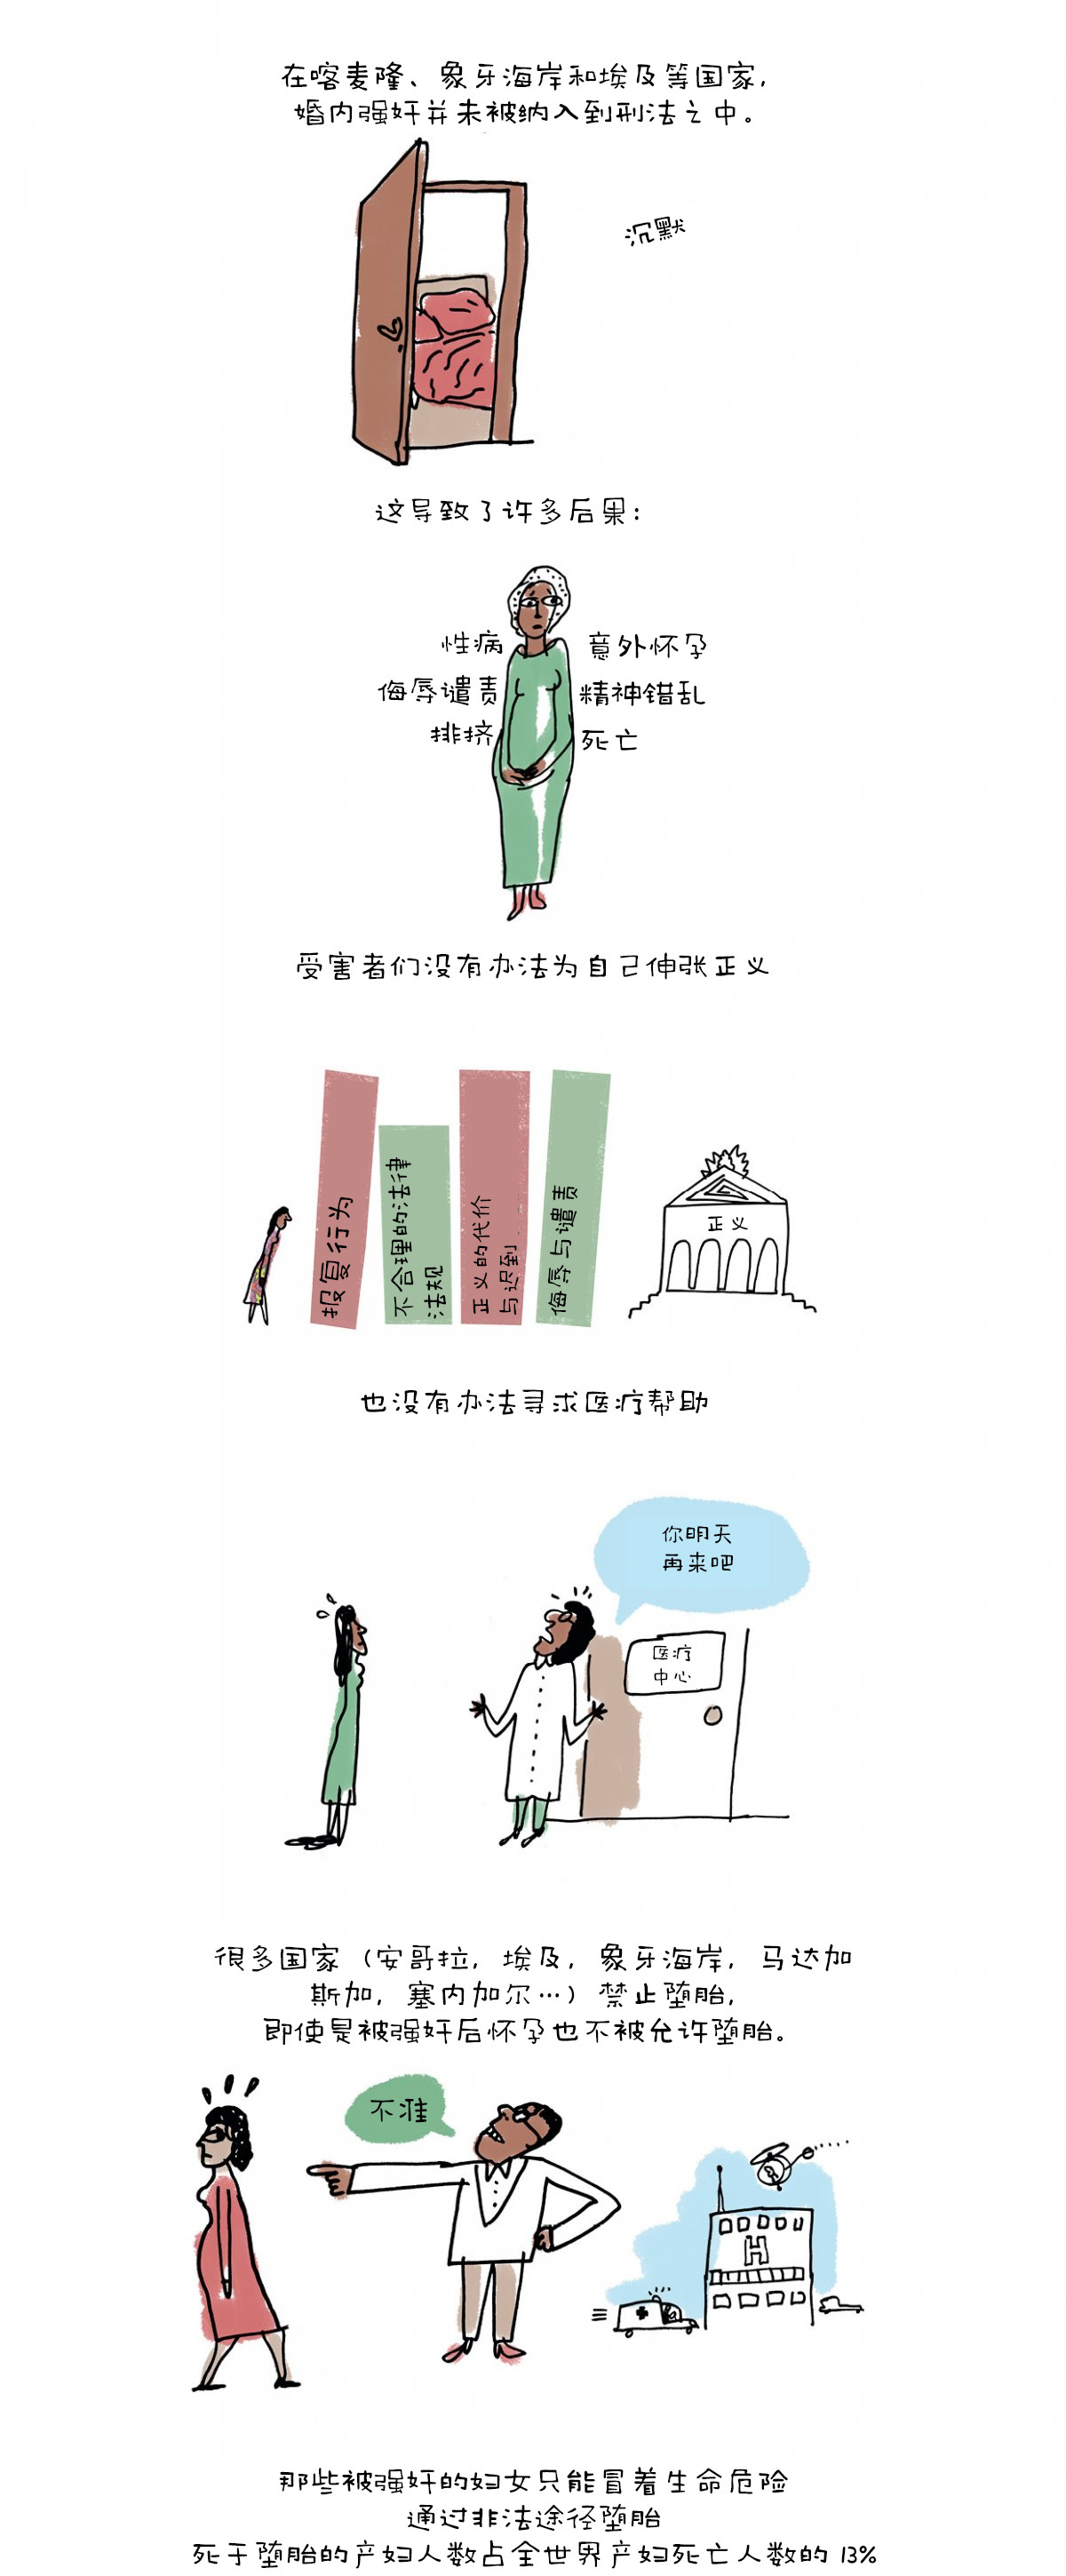 在喀麦隆、象牙海岸和埃及等国家,
婚内强奸并未被纳入到刑法之中。
沉默
这导致了许多后果:
性病
意外怀孕
侮辱谴责
精神错乱
排挤
死亡
受害者们没有办法为自己伸张正义
报复行为
不合理的法律
法规
正义的代价
与迟到
侮辱与谴责
正义
也没有办法寻求医疗帮助
你明天
再来吧
医疗
中心
很多国家（安哥拉, 埃及, 象牙海岸, 马达加
斯加, 塞内加尔…）禁止堕胎,
即使是被强奸后怀孕也不被允许堕胎。
不准
H
那些被强奸的妇女只能冒着生命危险
通过非法途径堕胎
死于堕胎的产妇人数占全世界产妇死亡人数的 13%